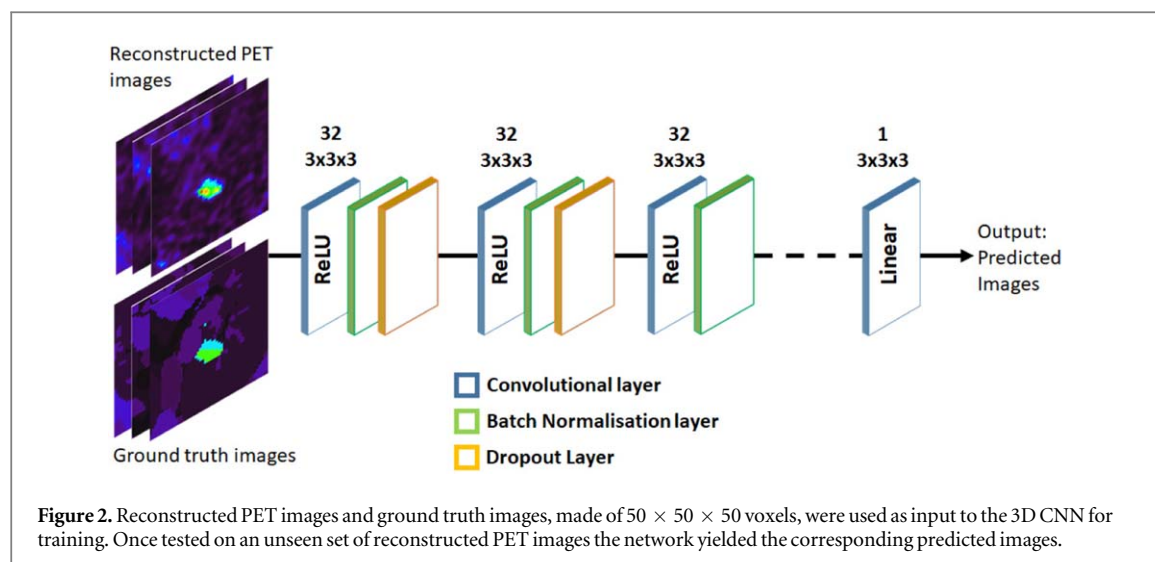 Reconstructed PET
images
32
3x3x3
32
3x3x3
32
3x3x3
1
3x3x3
ReLU
ReLU
ReLU
Linear
Output:
Predicted
Images
Ground truth images
Convolutional layer
Batch Normalisation layer
Dropout Layer
Figure 2. Reconstructed PET images and ground truth images, made of 50 × 50 × 50 voxels, were used as input to the 3D CNN for
training. Once tested on an unseen set of reconstructed PET images the network yielded the corresponding predicted images.